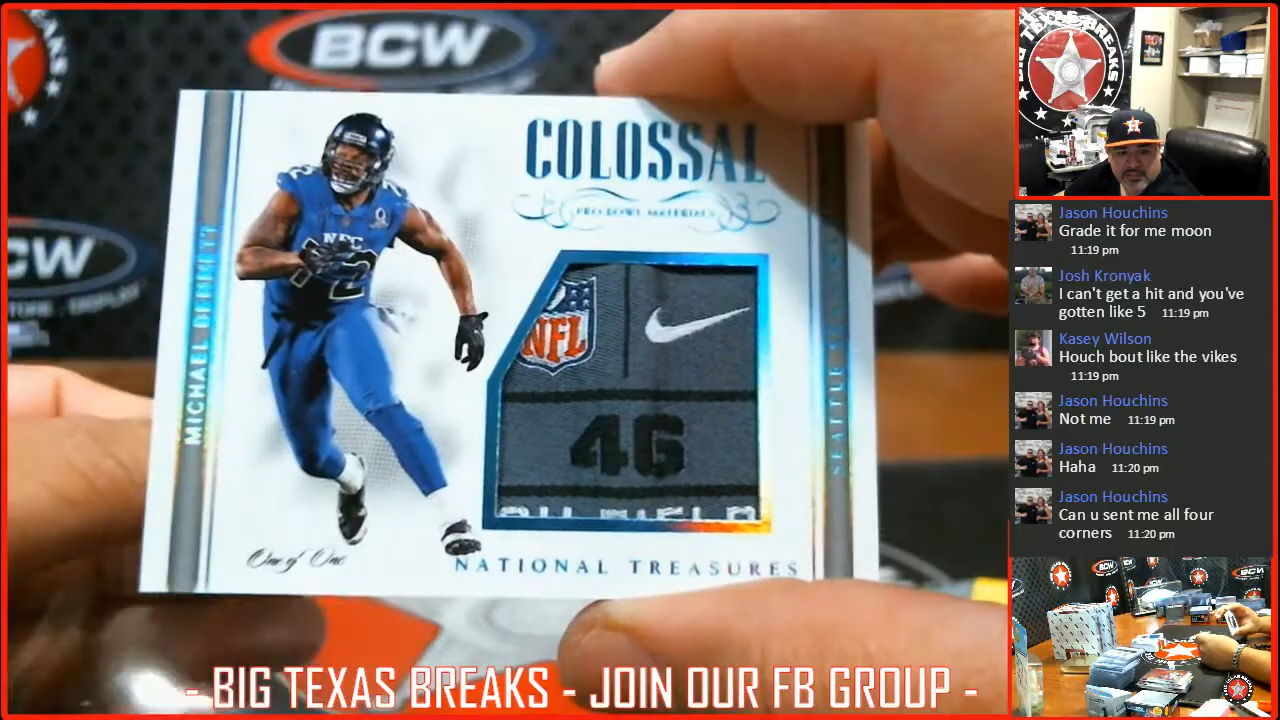 BCW
BCW
COLOSSAL
PRO BOWL MATERIALS
MICHAEL BENNETT
NFC
72
NFL
46
One of One
NATIONAL TREASURES
- BIG TEXAS BREAKS - JOIN OUR FB GROUP -
BIG TEXAS BREAKS
Jason Houchins
Grade it for me moon
11:19 pm
Josh Kronyak
I can't get a hit and you've
gotten like 5 11:19 pm
Kasey Wilson
Houch bout like the vikes
11:19 pm
Jason Houchins
Not me 11:19 pm
Jason Houchins
Haha 11:20 pm
Jason Houchins
Can u sent me all four
corners 11:20 pm
BCW
BCW